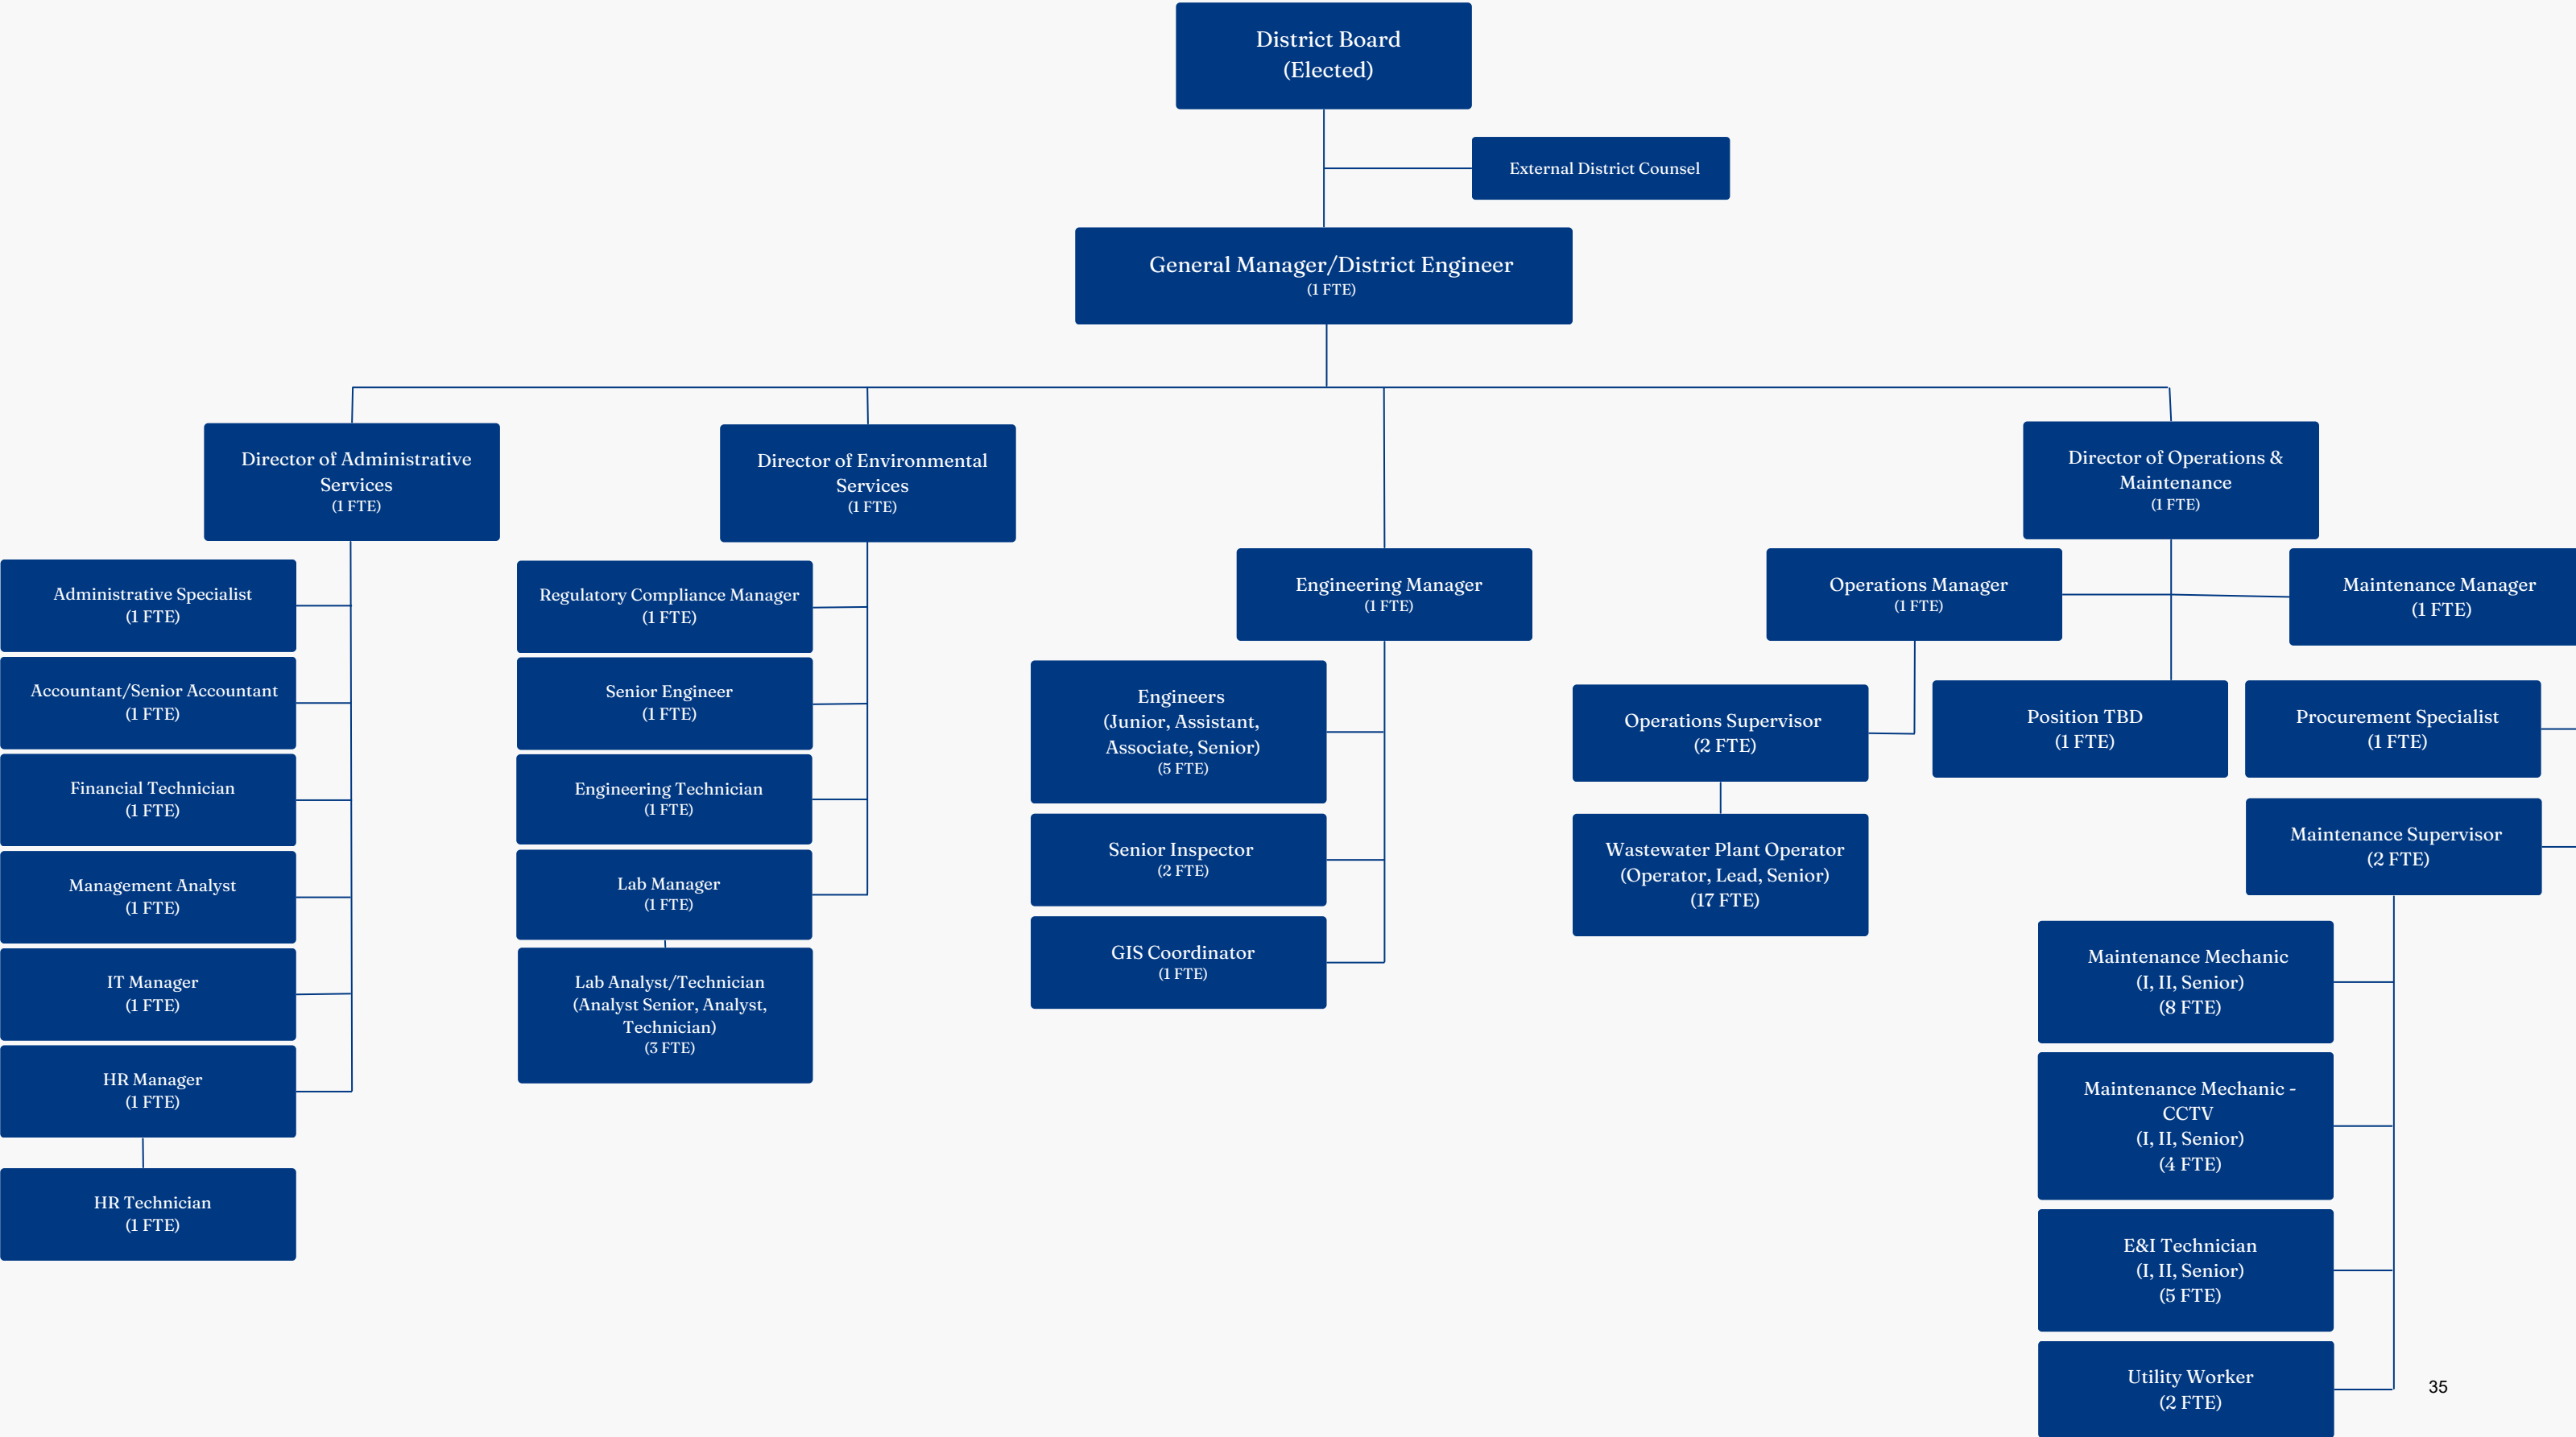 District Board
(Elected)
External District Counsel
General Manager/District Engineer
(1 FTE)
Director of Administrative
Services
(1 FTE)
Administrative Specialist
(1 FTE)
Accountant/Senior Accountant
(1 FTE)
Financial Technician
(1 FTE)
Management Analyst
(1 FTE)
IT Manager
(1 FTE)
HR Manager
(1 FTE)
HR Technician
(1 FTE)
Director of Environmental
Services
(1 FTE)
Regulatory Compliance Manager
(1 FTE)
Senior Engineer
(1 FTE)
Engineering Technician
(1 FTE)
Lab Manager
(1 FTE)
Lab Analyst/Technician
(Analyst Senior, Analyst,
Technician)
(3 FTE)
Engineering Manager
(1 FTE)
Engineers
(Junior, Assistant,
Associate, Senior)
(5 FTE)
Senior Inspector
(2 FTE)
GIS Coordinator
(1 FTE)
Director of Operations &
Maintenance
(1 FTE)
Operations Manager
(1 FTE)
Operations Supervisor
(2 FTE)
Wastewater Plant Operator
(Operator, Lead, Senior)
(17 FTE)
Position TBD
(1 FTE)
Maintenance Manager
(1 FTE)
Procurement Specialist
(1 FTE)
Maintenance Supervisor
(2 FTE)
Maintenance Mechanic
(I, II, Senior)
(8 FTE)
Maintenance Mechanic -
CCTV
(I, II, Senior)
(4 FTE)
E&I Technician
(I, II, Senior)
(5 FTE)
Utility Worker
(2 FTE)
35